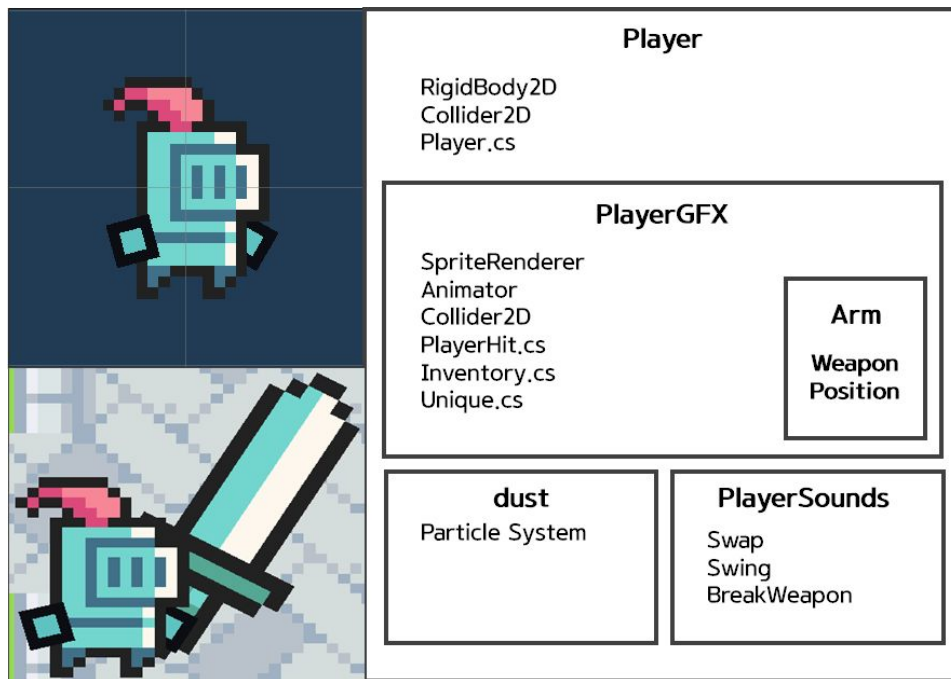 Player
RigidBody2D
Collider2D
Player.cs
PlayerGFX
SpriteRenderer
Animator
Collider2D
PlayerHit.cs
Inventory.cs
Unique.cs
Arm
Weapon
Position
dust
Particle System
PlayerSounds
Swap
Swing
BreakWeapon